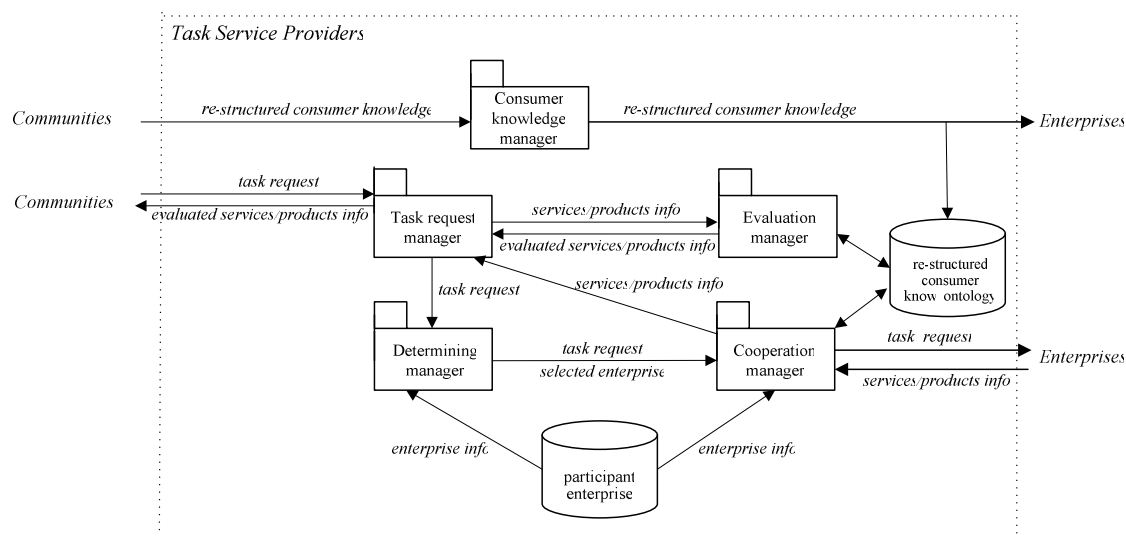 Task Service Providers
Consumer
knowledge
manager
Communities
re-structured consumer knowledge
re-structured consumer knowledge
Enterprises
Communities
task request
evaluated services/products info
Task request
manager
services/products info
evaluated services/products info
Evaluation
manager
re-structured
consumer
know ontology
task request
services/products info
Determining
manager
task request
selected enterprise
Cooperation
manager
task request
services/products info
Enterprises
enterprise info
enterprise info
participant
enterprise